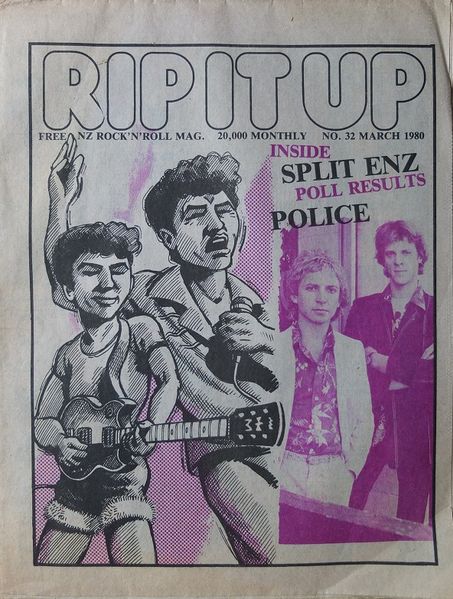 RIP IT UP
FREE NZ ROCK'N'ROLL MAG. 20,000 MONTHLY NO. 32 MARCH 1980
INSIDE
SPLIT ENZ
POLL RESULTS
POLICE